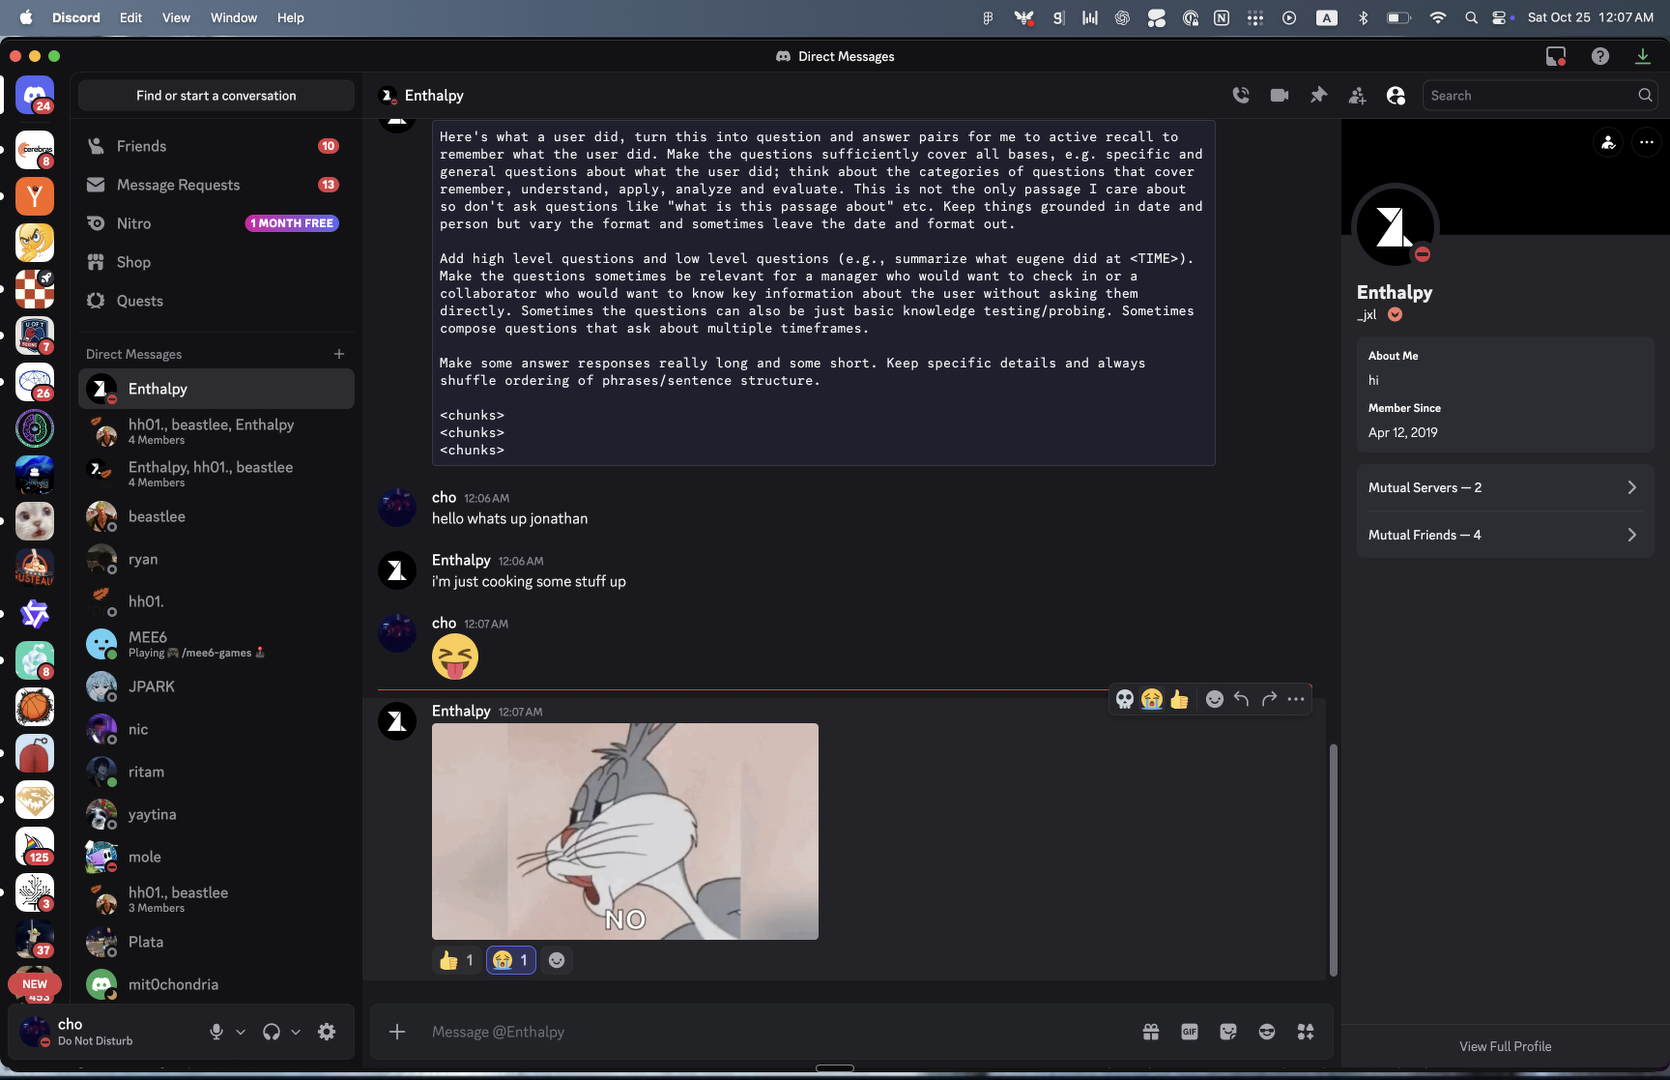 Discord Edit View Window Help
Sat Oct 25 12:07 AM
Direct Messages
24
8
7
26
8
125
3
37
NEW
453
Find or start a conversation
Friends 10
Message Requests 13
Nitro 1 MONTH FREE
Shop
Quests
Direct Messages
Enthalpy
hh01., beastlee, Enthalpy
4 Members
Enthalpy, hh01., beastlee
4 Members
beastlee
ryan
hh01.
MEE6
Playing 🎮 /mee6-games 🕹️
JPARK
nic
ritam
yaytina
mole
hh01., beastlee
3 Members
Plata
mit0chondria
cho
Do Not Disturb
Enthalpy
Search
Here's what a user did, turn this into question and answer pairs for me to active recall to
remember what the user did. Make the questions sufficiently cover all bases, e.g. specific and
general questions about what the user did; think about the categories of questions that cover
remember, understand, apply, analyze and evaluate. This is not the only passage I care about
so don't ask questions like "what is this passage about" etc. Keep things grounded in date and
person but vary the format and sometimes leave the date and format out.
Add high level questions and low level questions (e.g., summarize what eugene did at <TIME>).
Make the questions sometimes be relevant for a manager who would want to check in or a
collaborator who would want to know key information about the user without asking them
directly. Sometimes the questions can also be just basic knowledge testing/probing. Sometimes
compose questions that ask about multiple timeframes.
Make some answer responses really long and some short. Keep specific details and always
shuffle ordering of phrases/sentence structure.
<chunks>
<chunks>
<chunks>
cho 12:06 AM
hello whats up jonathan
Enthalpy 12:06 AM
i'm just cooking some stuff up
cho 12:07 AM
😝
Enthalpy 12:07 AM
NO
👍 1 😭 1
Message @Enthalpy
GIF
Enthalpy
_jxl
About Me
hi
Member Since
Apr 12, 2019
Mutual Servers — 2
Mutual Friends — 4
View Full Profile